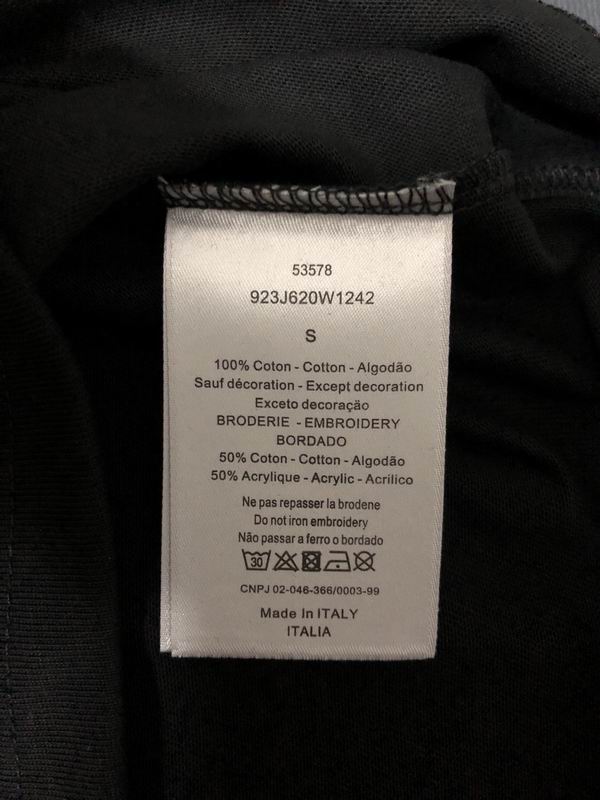 53578
923J620W1242
S
100% Coton - Cotton - Algodão
Sauf décoration - Except decoration
Exceto decoração
BRODERIE - EMBROIDERY
BORDADO
50% Coton - Cotton - Algodão
50% Acrylique - Acrylic - Acrílico
Ne pas repasser la brodene
Do not iron embroidery
Não passar a ferro o bordado
30
CNPJ 02-046-366/0003-99
Made In ITALY
ITALIA